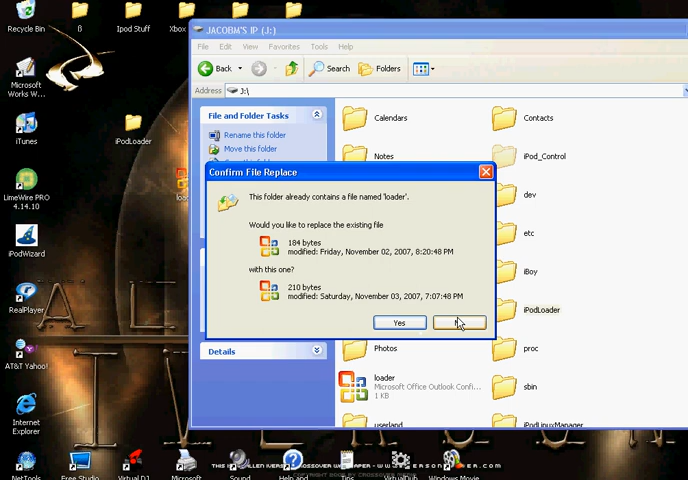 Recycle Bin
ß
Ipod Stuff
Xbox
JACOBM'S IP (J:)
File Edit View Favorites Tools Help
Back
Search
Folders
Address
J:\
Microsoft
Works W...
iTunes
iPodLoader
LimeWire PRO
4.14.10
iPodWizard
RealPlayer
AT&T Yahoo!
Internet
Explorer
File and Folder Tasks
Rename this folder
Move this folder
Calendars
Contacts
Notes
iPod_Control
dev
etc
iBoy
iPodLoader
Photos
proc
loader
Microsoft Office Outlook Confi...
1 KB
sbin
userland
iPodLinuxManager
Confirm File Replace
This folder already contains a file named 'loader'.
Would you like to replace the existing file
184 bytes
modified: Friday, November 02, 2007, 8:20:48 PM
with this one?
210 bytes
modified: Saturday, November 03, 2007, 7:07:48 PM
Yes
Details
NetTools
Free Studio
Virtual DJ
Microsoft
Sound
Help and
Tips
VirtualDub
Windows Movie